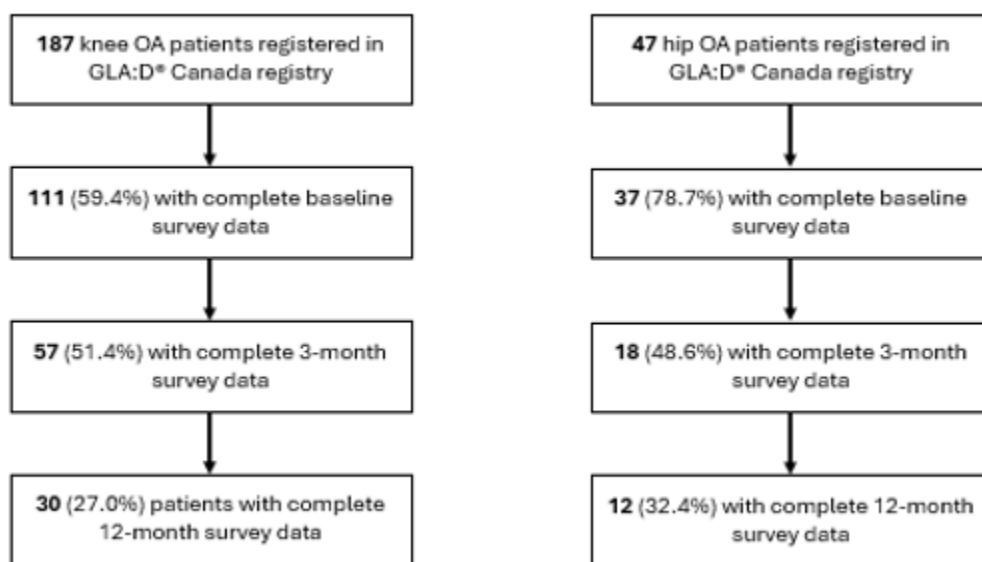 187 knee OA patients registered in
GLA:D® Canada registry
111 (59.4%) with complete baseline
survey data
57 (51.4%) with complete 3-month
survey data
30 (27.0%) patients with complete
12-month survey data
47 hip OA patients registered in
GLA:D® Canada registry
37 (78.7%) with complete baseline
survey data
18 (48.6%) with complete 3-month
survey data
12 (32.4%) with complete 12-month
survey data